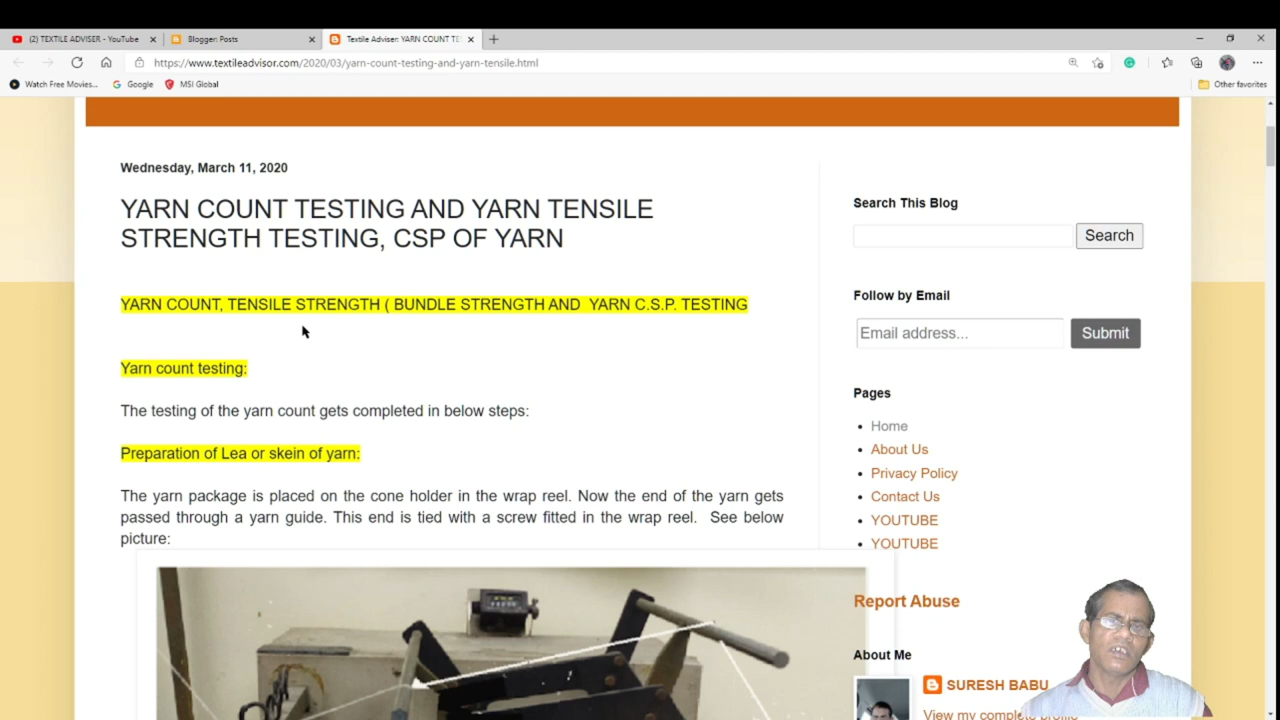 (2) TEXTILE ADVISER - YouTube
Blogger: Posts
Textile Adviser: YARN COUNT TE
https://www.textileadvisor.com/2020/03/yarn-count-testing-and-yarn-tensile.html
Watch Free Movies...
Google
MSI Global
Other favorites
Wednesday, March 11, 2020
YARN COUNT TESTING AND YARN TENSILE
STRENGTH TESTING, CSP OF YARN
YARN COUNT, TENSILE STRENGTH ( BUNDLE STRENGTH AND YARN C.S.P. TESTING
Yarn count testing:
The testing of the yarn count gets completed in below steps:
Preparation of Lea or skein of yarn:
The yarn package is placed on the cone holder in the wrap reel. Now the end of the yarn gets
passed through a yarn guide. This end is tied with a screw fitted in the wrap reel. See below
picture:
Search This Blog
Search
Follow by Email
Email address...
Submit
Pages
Home
About Us
Privacy Policy
Contact Us
YOUTUBE
YOUTUBE
Report Abuse
About Me
SURESH BABU
View my complete profile